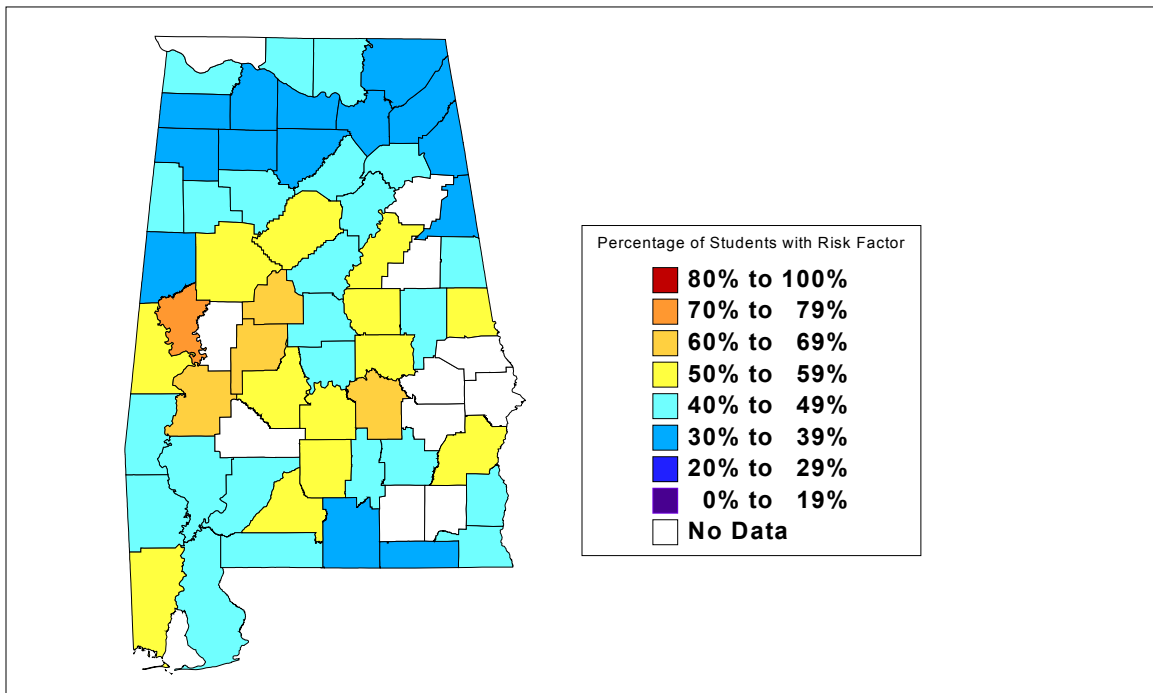 Percentage of Students with Risk Factor
80% to 100%
70% to 79%
60% to 69%
50% to 59%
40% to 49%
30% to 39%
20% to 29%
0% to 19%
No Data